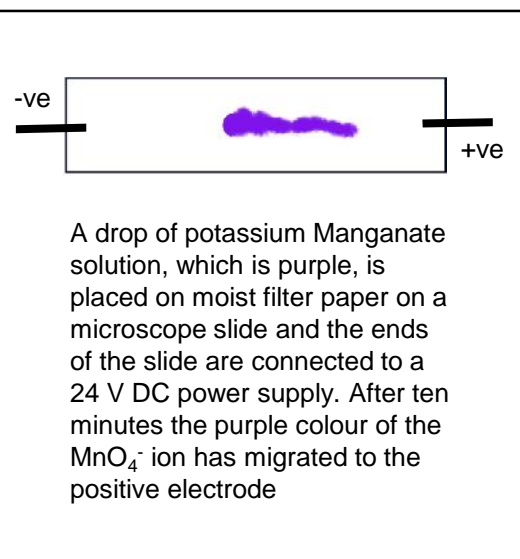 -ve
+ve
A drop of potassium Manganate
solution, which is purple, is
placed on moist filter paper on a
microscope slide and the ends
of the slide are connected to a
24 V DC power supply. After ten
minutes the purple colour of the
MnO₄⁻ ion has migrated to the
positive electrode